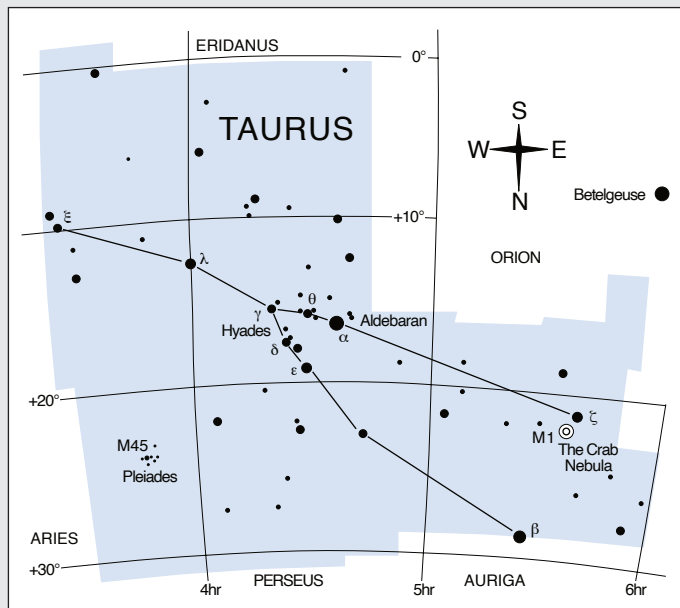 ERIDANUS
0°
TAURUS
S
W E
N
Betelgeuse
ξ
+10°
λ
ORION
θ
γ
Aldebaran
Hyades
α
δ
ε
+20°
ζ
M1
M45
The Crab
Nebula
Pleiades
β
ARIES
+30°
4hr
PERSEUS
5hr
AURIGA
6hr